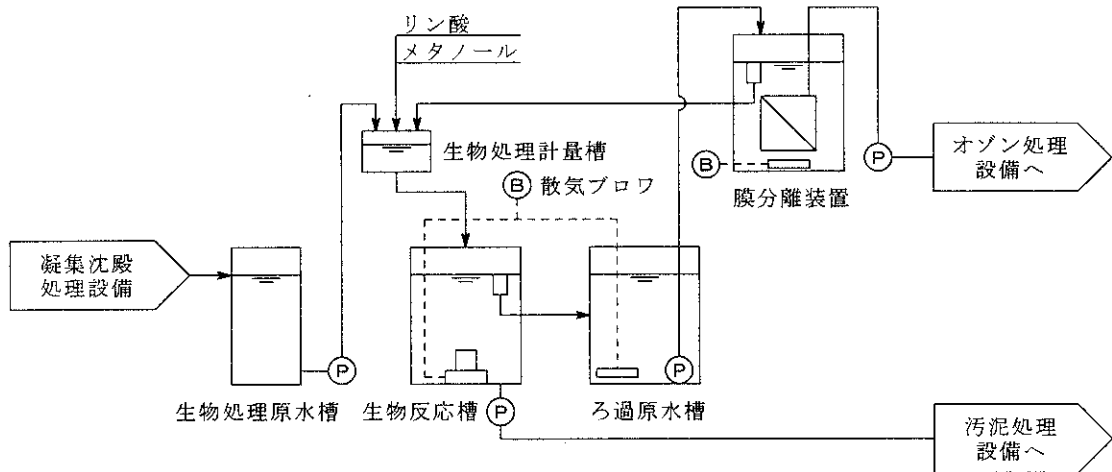 リン酸
メタノール
生物処理計量槽
B 散気ブロワ
B
膜分離装置
P
オゾン処理
設備へ
凝集沈殿
処理設備
P
生物処理原水槽
生物反応槽
P
P
ろ過原水槽
汚泥処理
設備へ